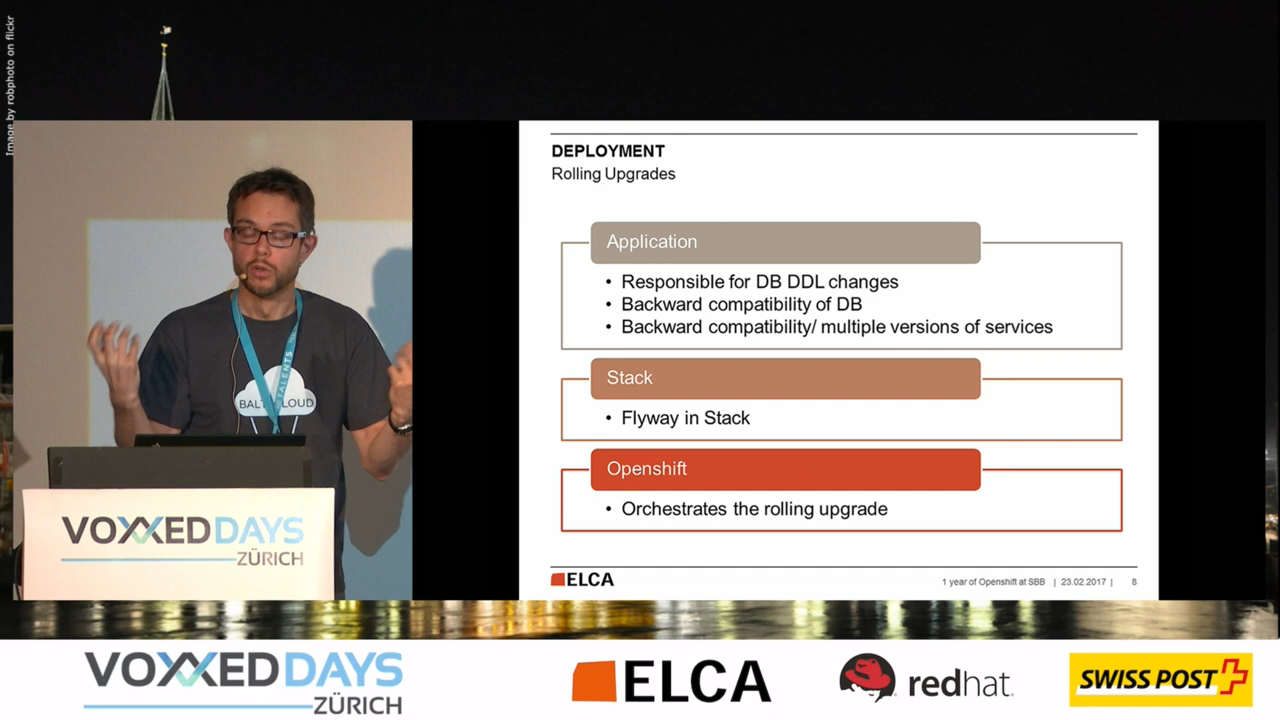 Image by robphoto on flickr
DEPLOYMENT
Rolling Upgrades
Application
• Responsible for DB DDL changes
• Backward compatibility of DB
• Backward compatibility/ multiple versions of services
Stack
• Flyway in Stack
Openshift
• Orchestrates the rolling upgrade
ELCA
1 year of Openshift at SBB | 23.02.2017 | 8
TALENTS
VOXXED DAYS
ZÜRICH
VOXXED DAYS
ZÜRICH
ELCA
redhat.
SWISS POST